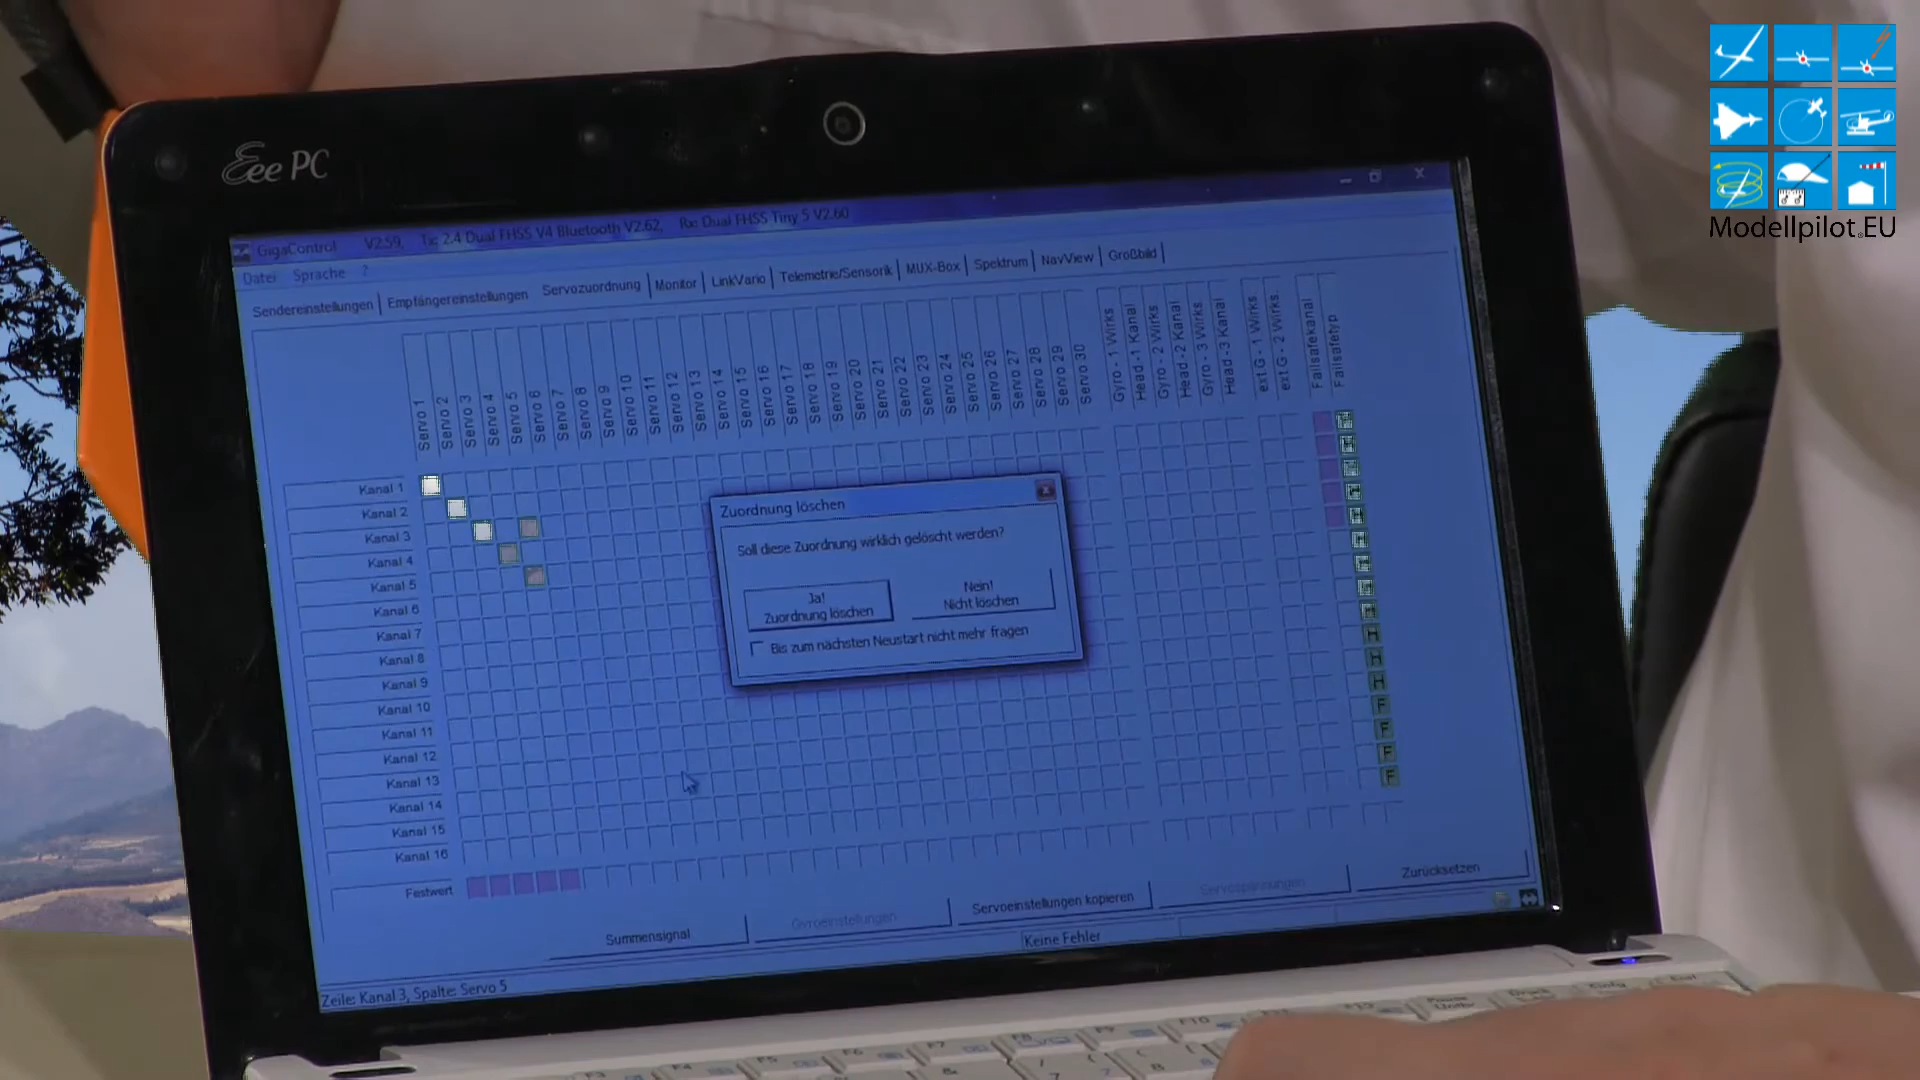 Modellpilot.EU
Eee PC
GigaControl V2.59, Tx: 2.4 Dual FHSS V4 Bluetooth V2.62, Rx: Dual FHSS Tiny 5 V2.60
Datei Sprache ?
Sendereinstellungen Empfängereinstellungen Servozuordnung Monitor LinkVario Telemetrie/Sensorik MUX-Box Spektrum NavView Großbild
Servo 1
Servo 2
Servo 3
Servo 4
Servo 5
Servo 6
Servo 7
Servo 8
Servo 9
Servo 10
Servo 11
Servo 12
Servo 13
Servo 14
Servo 15
Servo 16
Servo 17
Servo 18
Servo 19
Servo 20
Servo 21
Servo 22
Servo 23
Servo 24
Servo 25
Servo 26
Servo 27
Servo 28
Servo 29
Servo 30
Gyro - 1 Wirks
Head -1 Kanal
Gyro - 2 Wirks
Head -2 Kanal
Gyro - 3 Wirks
Head -3 Kanal
ext.G - 1 Wirks
ext.G - 2 Wirks
Failsafekanal
Failsafetyp
Kanal 1
Kanal 2
Kanal 3
Kanal 4
Kanal 5
Kanal 6
Kanal 7
Kanal 8
Kanal 9
Kanal 10
Kanal 11
Kanal 12
Kanal 13
Kanal 14
Kanal 15
Kanal 16
Festwert
H
H
H
F
F
F
F
Zuordnung löschen
Soll diese Zuordnung wirklich gelöscht werden?
Ja!
Zuordnung löschen
Nein!
Nicht löschen
Bis zum nächsten Neustart nicht mehr fragen
Summensignal Gyroeinstellungen Servoeinstellungen kopieren Servospannungen Zurücksetzen
Keine Fehler
Zeile: Kanal 3, Spalte: Servo 5
F5 F6 F7 F8 F9 F10